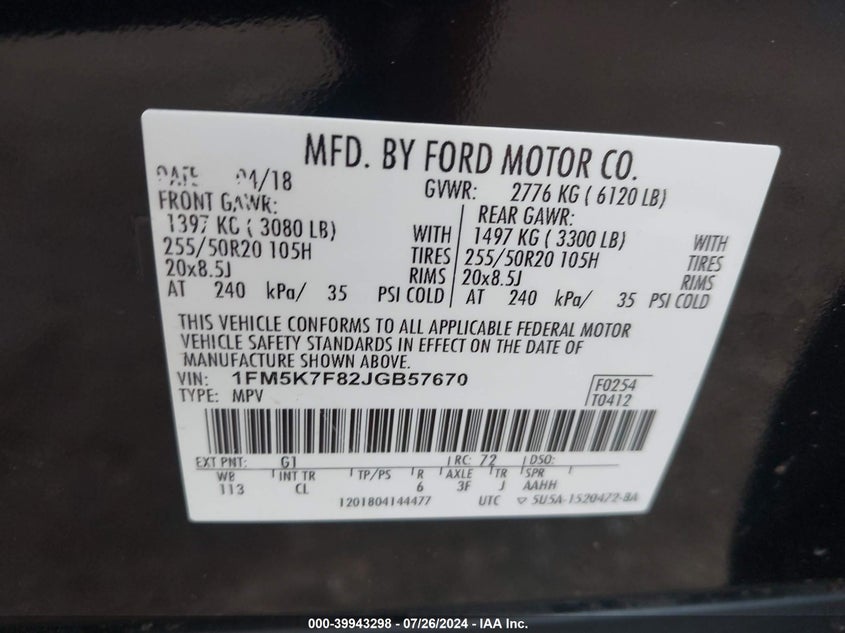 MFD. BY FORD MOTOR CO.
DATE 04/18 GVWR: 2776 KG ( 6120 LB)
FRONT GAWR: REAR GAWR:
1397 KG ( 3080 LB) WITH 1497 KG ( 3300 LB) WITH
255/50R20 105H TIRES 255/50R20 105H TIRES
20x8.5J RIMS 20x8.5J RIMS
AT 240 kPa/ 35 PSI COLD AT 240 kPa/ 35 PSI COLD
THIS VEHICLE CONFORMS TO ALL APPLICABLE FEDERAL MOTOR
VEHICLE SAFETY STANDARDS IN EFFECT ON THE DATE OF
MANUFACTURE SHOWN ABOVE.
VIN: 1FM5K7F82JGB57670 F0254
TYPE: MPV T0412
EXT PNT: G1 RC: 72 DSO:
WB INT TR TP/PS R AXLE TR SPR
113 CL 6 3F J AAHH
1201804144477 UTC ▽ 5U5A-1520472-BA
000-39943298 - 07/26/2024 - IAA Inc.